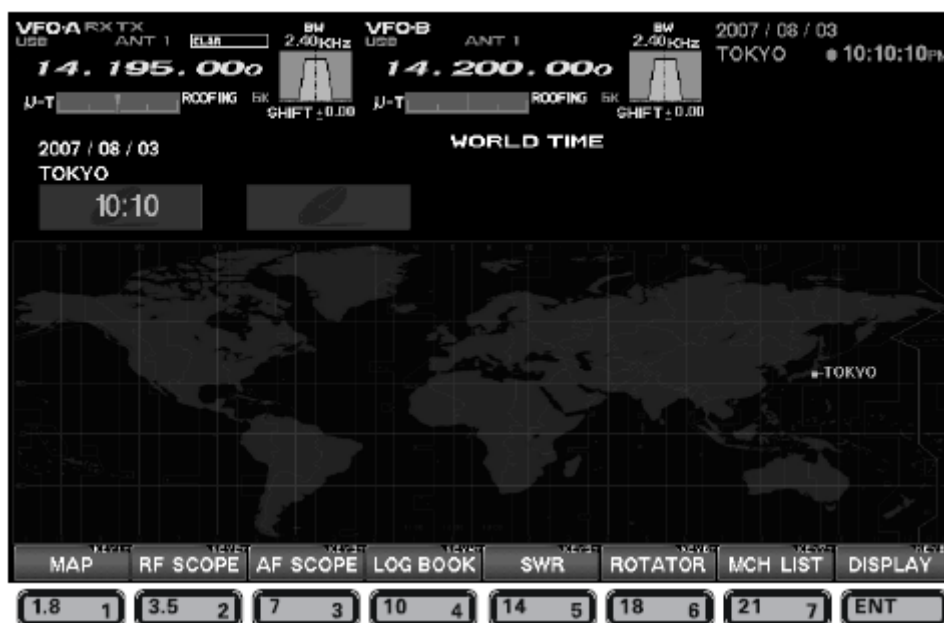 VFO-A RX TX
USB ANT 1 CLAR
BW
2.40KHz
14.195.000
μ-T ROOFING 6K
SHIFT ±0.00
VFO-B
USB ANT 1
BW
2.40KHz
14.200.000
μ-T ROOFING 6K
SHIFT ±0.00
2007 / 08 / 03
TOKYO 10:10:10PM
WORLD TIME
2007 / 08 / 03
TOKYO
10:10
TOKYO
MAP RF SCOPE AF SCOPE LOG BOOK SWR ROTATOR MCH LIST DISPLAY
1.8 1 3.5 2 7 3 10 4 14 5 18 6 21 7 ENT